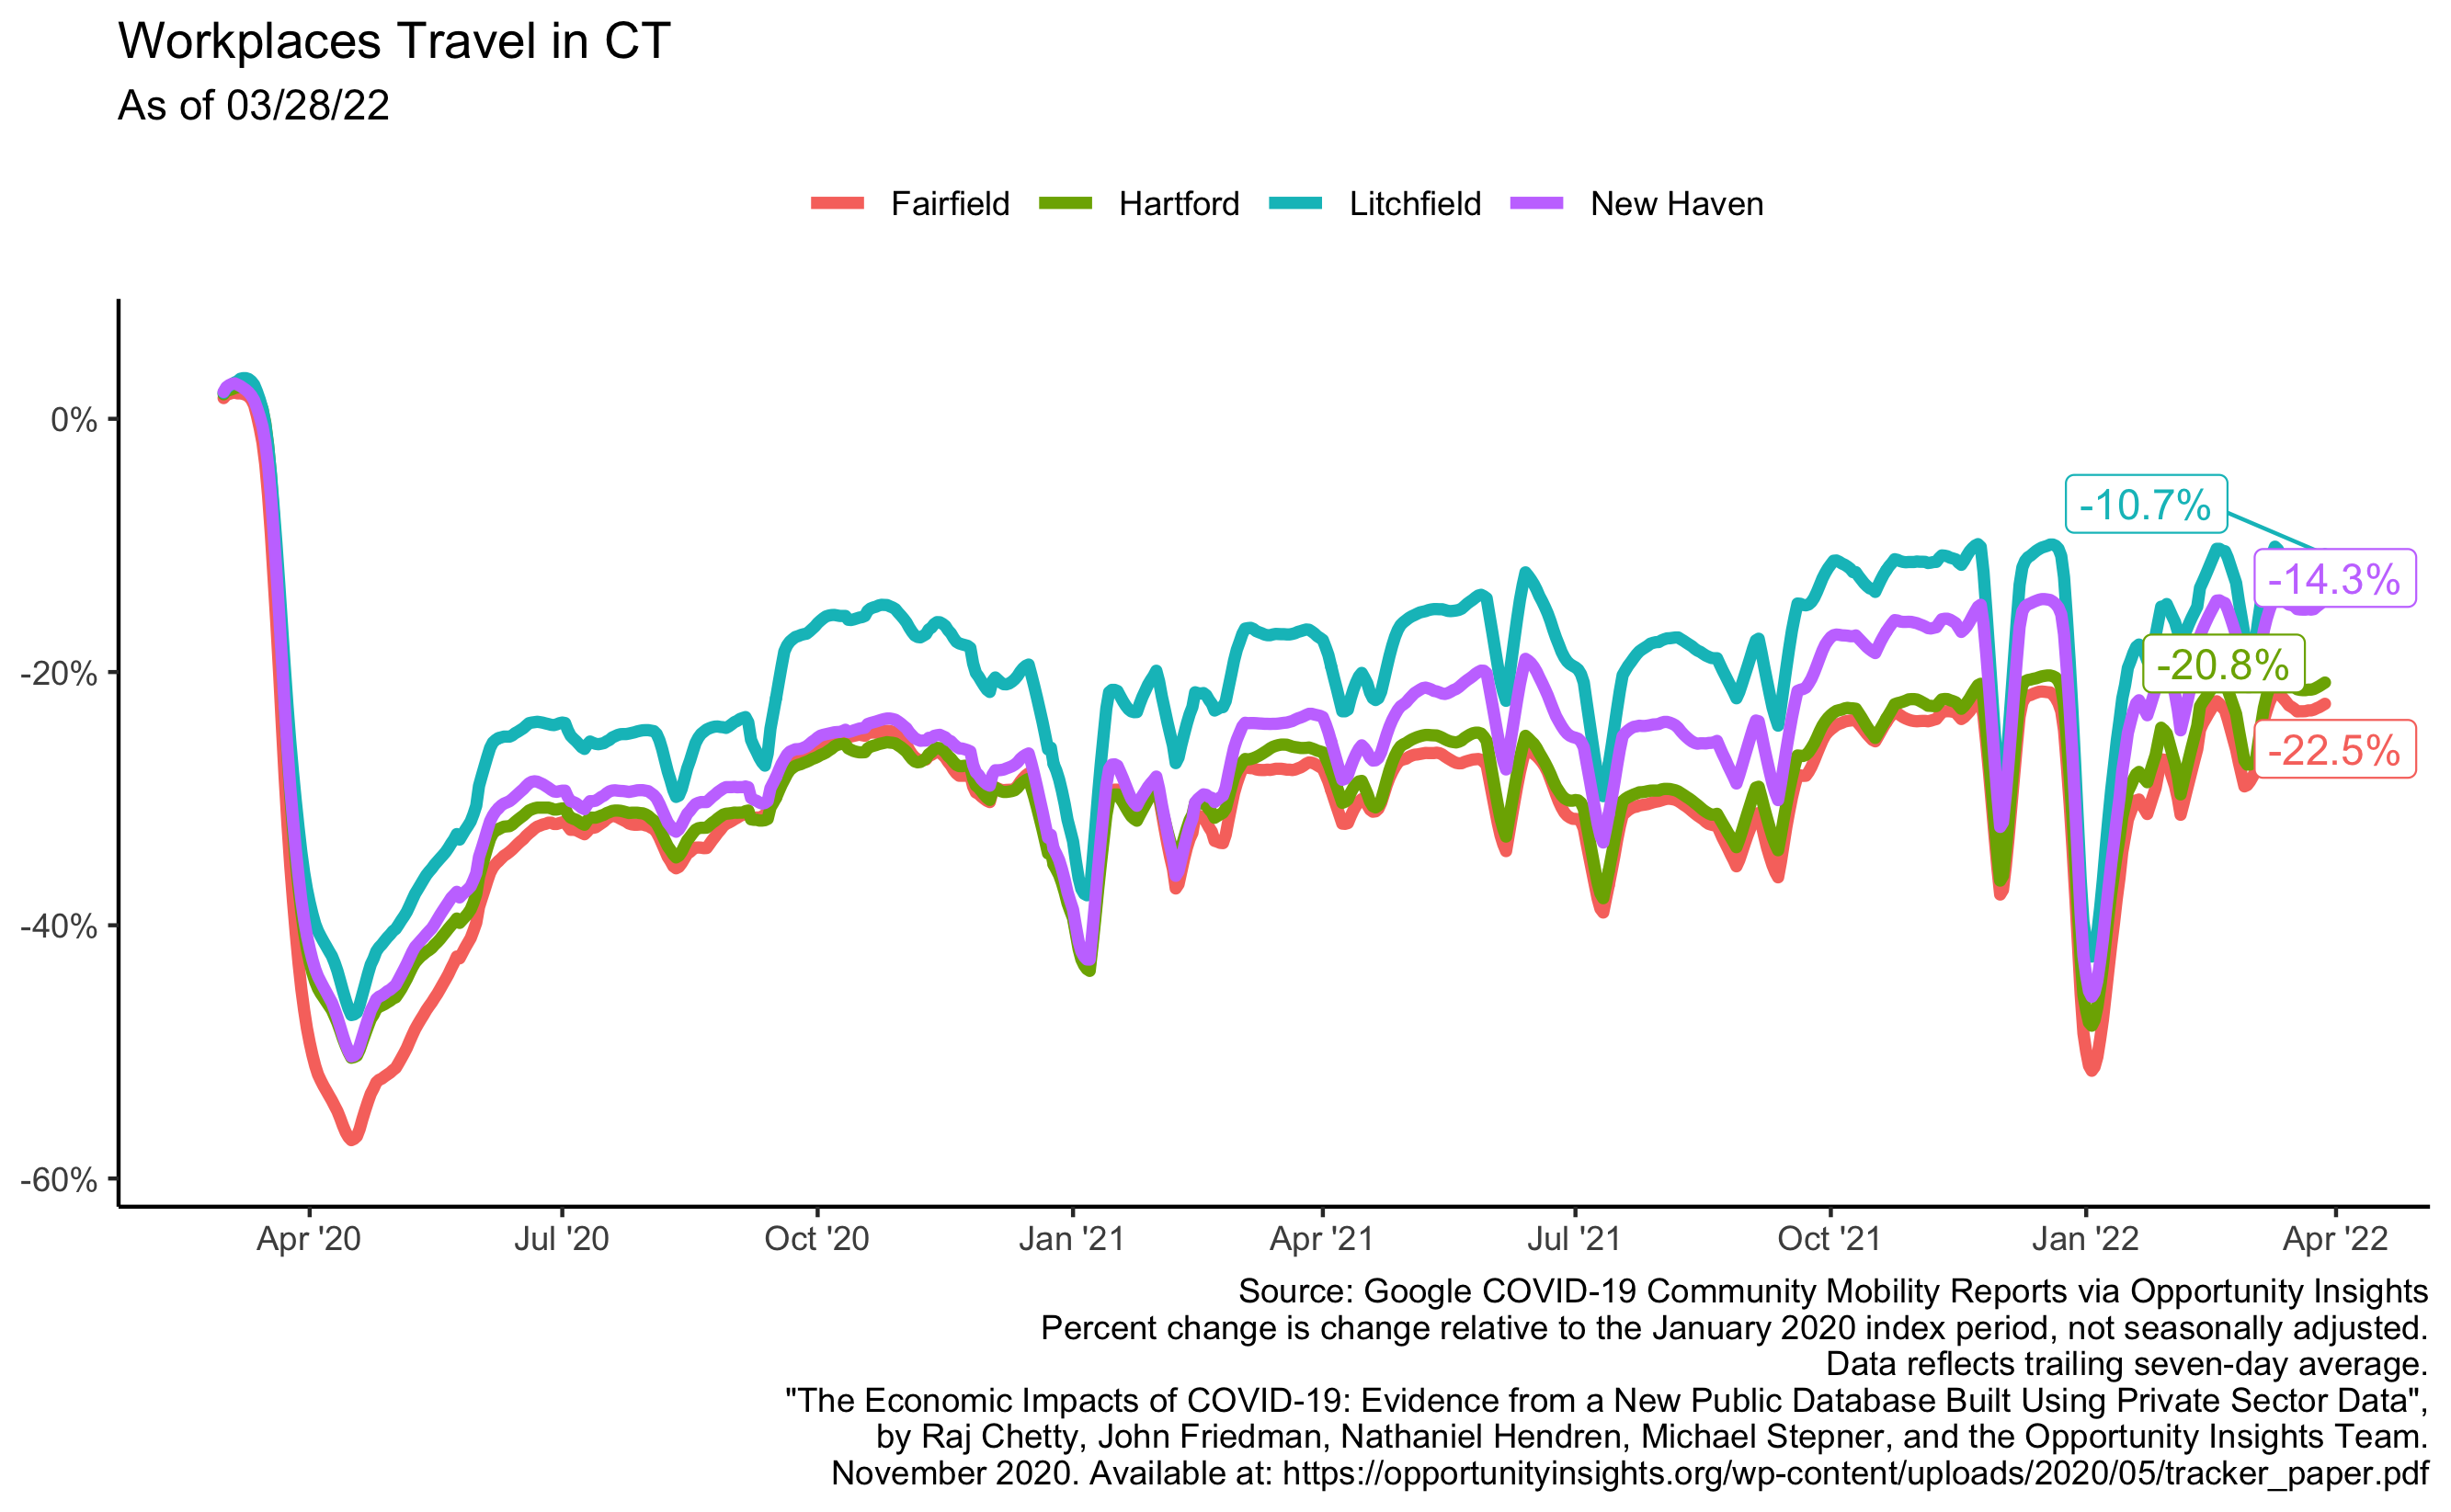 Workplaces Travel in CT
As of 03/28/22
Fairfield Hartford Litchfield New Haven
0%
-20%
-40%
-60%
-10.7%
-14.3%
-20.8%
-22.5%
Apr '20 Jul '20 Oct '20 Jan '21 Apr '21 Jul '21 Oct '21 Jan '22 Apr '22
Source: Google COVID-19 Community Mobility Reports via Opportunity Insights
Percent change is change relative to the January 2020 index period, not seasonally adjusted.
Data reflects trailing seven-day average.
"The Economic Impacts of COVID-19: Evidence from a New Public Database Built Using Private Sector Data",
by Raj Chetty, John Friedman, Nathaniel Hendren, Michael Stepner, and the Opportunity Insights Team.
November 2020. Available at: https://opportunityinsights.org/wp-content/uploads/2020/05/tracker_paper.pdf